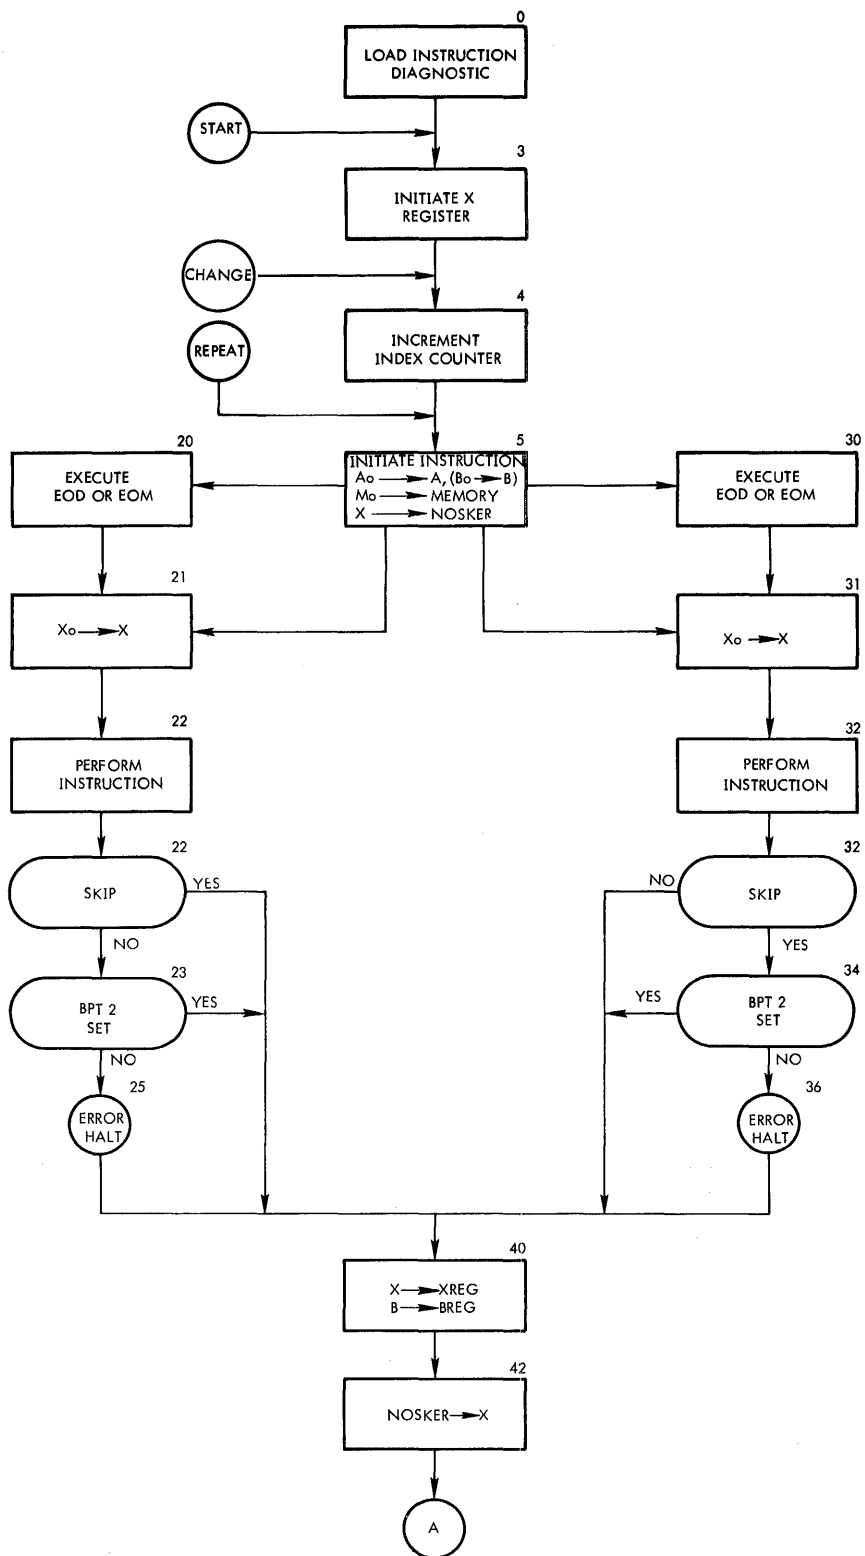 0
LOAD INSTRUCTION
DIAGNOSTIC
START
3
INITIATE X
REGISTER
CHANGE
4
INCREMENT
INDEX COUNTER
REPEAT
20
EXECUTE
EOD OR EOM
5
INITIATE INSTRUCTION
Ao → A, (Bo → B)
Mo → MEMORY
X → NOSKER
30
EXECUTE
EOD OR EOM
21
Xo → X
31
Xo → X
22
PERFORM
INSTRUCTION
32
PERFORM
INSTRUCTION
22
SKIP
YES
NO
32
SKIP
NO
YES
23
BPT 2
SET
YES
NO
34
BPT 2
SET
YES
NO
25
ERROR
HALT
36
ERROR
HALT
40
X → XREG
B → BREG
42
NOSKER → X
A